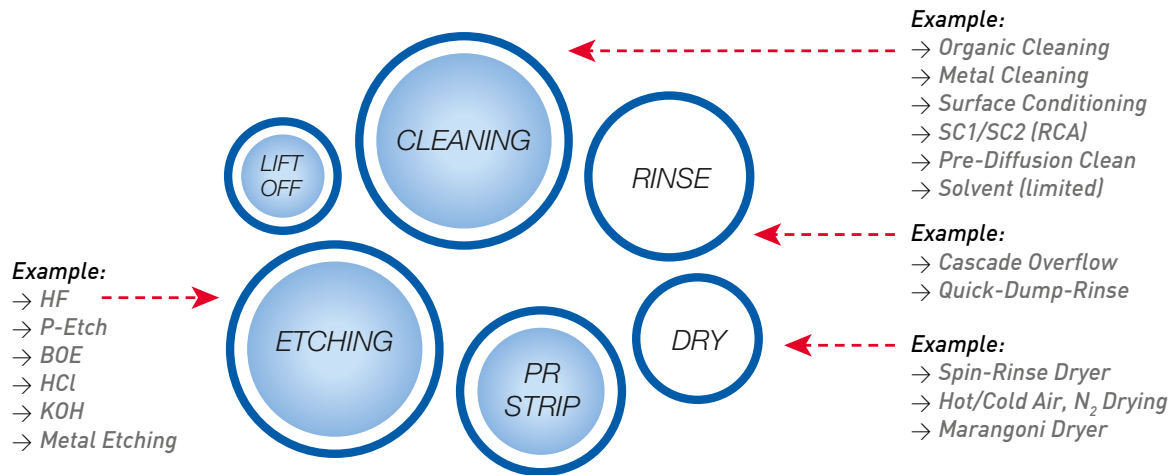 Example:
→ Organic Cleaning
→ Metal Cleaning
→ Surface Conditioning
→ SC1/SC2 (RCA)
→ Pre-Diffusion Clean
→ Solvent (limited)
CLEANING
LIFT
OFF
RINSE
Example:
→ Cascade Overflow
→ Quick-Dump-Rinse
Example:
→ HF
→ P-Etch
→ BOE
→ HCl
→ KOH
→ Metal Etching
ETCHING
PR
STRIP
DRY
Example:
→ Spin-Rinse Dryer
→ Hot/Cold Air, N₂ Drying
→ Marangoni Dryer